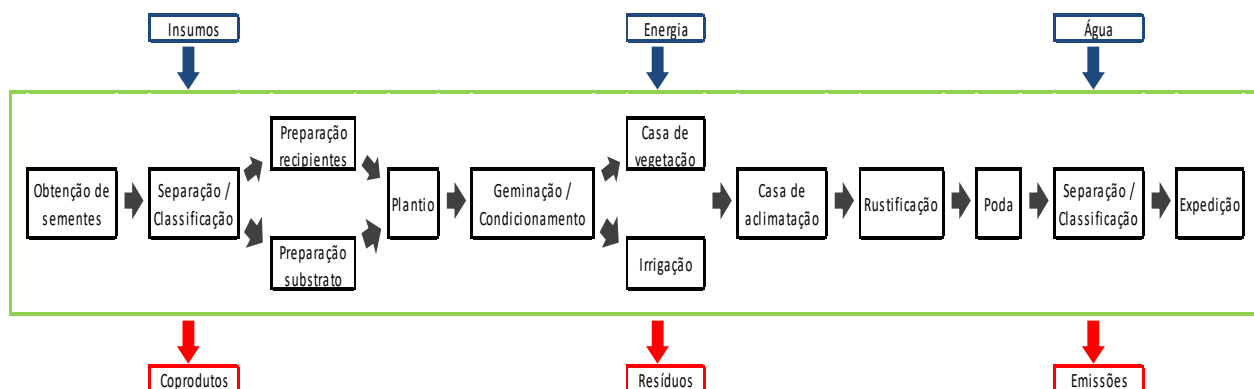 Insumos
Energia
Água
Obtenção de
sementes
Separação /
Classificação
Preparação
recipientes
Preparação
substrato
Plantio
Geminação /
Condicionamento
Casa de
vegetação
Irrigação
Casa de
aclimatação
Rustificação
Poda
Separação /
Classificação
Expedição
Coprodutos
Resíduos
Emissões